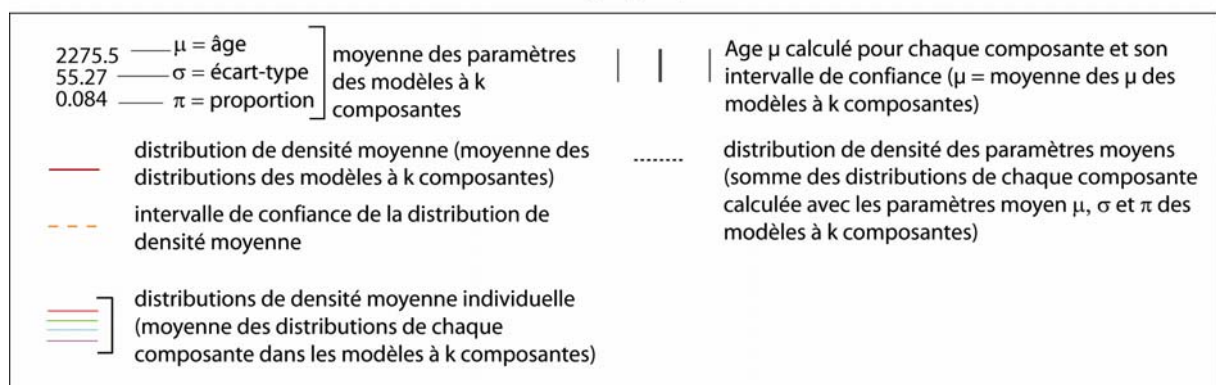 2275.5 μ = âge
55.27 σ = écart-type
0.084 π = proportion
moyenne des paramètres
des modèles à k
composantes
distribution de densité moyenne (moyenne des
distributions des modèles à k composantes)
intervalle de confiance de la distribution de
densité moyenne
distributions de densité moyenne individuelle
(moyenne des distributions de chaque
composante dans les modèles à k composantes)
Age μ calculé pour chaque composante et son
intervalle de confiance (μ = moyenne des μ des
modèles à k composantes)
distribution de densité des paramètres moyens
(somme des distributions de chaque composante
calculée avec les paramètres moyen μ, σ et π des
modèles à k composantes)